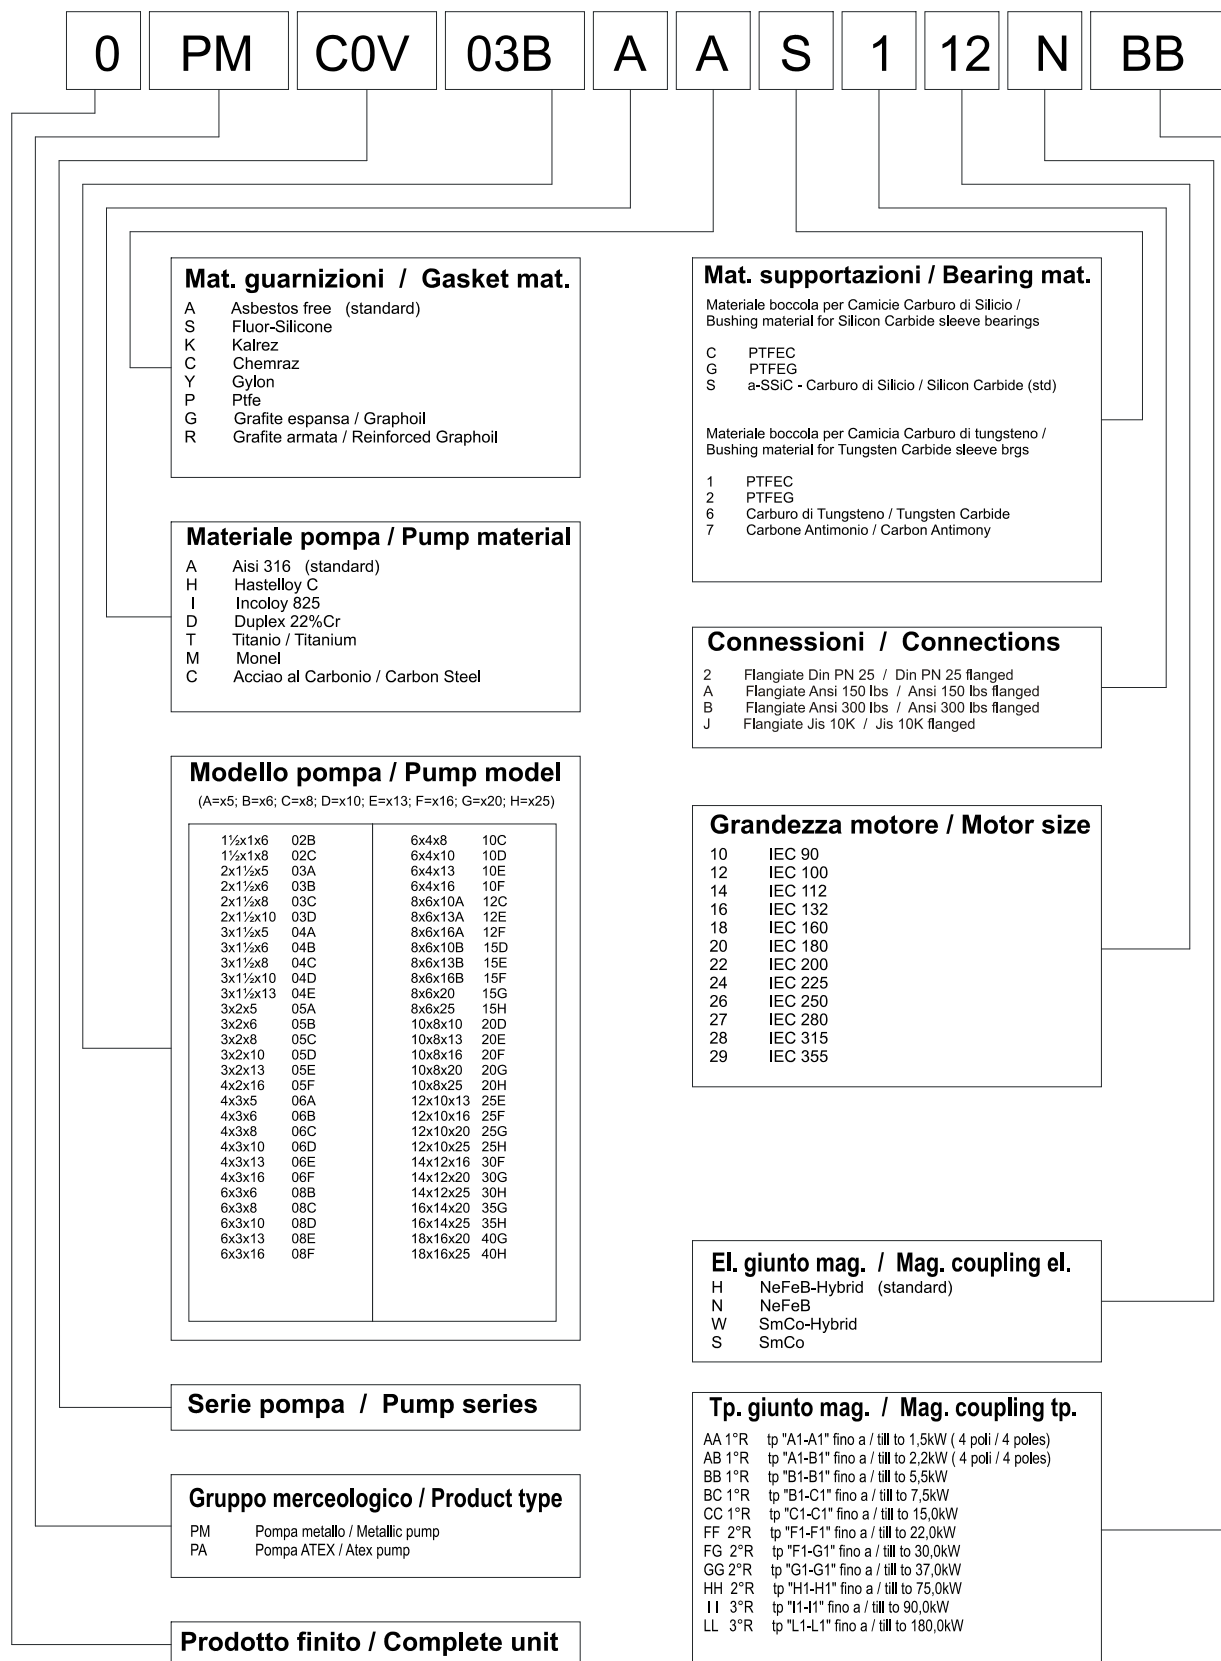 0 PM C0V 03B A A S 1 12 N BB
Mat. guarnizioni / Gasket mat.
A Asbestos free (standard)
S Fluor-Silicone
K Kalrez
C Chemraz
Y Gylon
P Ptfe
G Grafite espansa / Graphoil
R Grafite armata / Reinforced Graphoil
Materiale pompa / Pump material
A Aisi 316 (standard)
H Hastelloy C
I Incoloy 825
D Duplex 22%Cr
T Titanio / Titanium
M Monel
C Acciao al Carbonio / Carbon Steel
Modello pompa / Pump model
(A=x5; B=x6; C=x8; D=x10; E=x13; F=x16; G=x20; H=x25)
1½x1x6 02B
1½x1x8 02C
2x1½x5 03A
2x1½x6 03B
2x1½x8 03C
2x1½x10 03D
3x1½x5 04A
3x1½x6 04B
3x1½x8 04C
3x1½x10 04D
3x1½x13 04E
3x2x5 05A
3x2x6 05B
3x2x8 05C
3x2x10 05D
3x2x13 05E
4x2x16 05F
4x3x5 06A
4x3x6 06B
4x3x8 06C
4x3x10 06D
4x3x13 06E
4x3x16 06F
6x3x6 08B
6x3x8 08C
6x3x10 08D
6x3x13 08E
6x3x16 08F
6x4x8 10C
6x4x10 10D
6x4x13 10E
6x4x16 10F
8x6x10A 12C
8x6x13A 12E
8x6x16A 12F
8x6x10B 15D
8x6x13B 15E
8x6x16B 15F
8x6x20 15G
8x6x25 15H
10x8x10 20D
10x8x13 20E
10x8x16 20F
10x8x20 20G
10x8x25 20H
12x10x13 25E
12x10x16 25F
12x10x20 25G
12x10x25 25H
14x12x16 30F
14x12x20 30G
14x12x25 30H
16x14x20 35G
16x14x25 35H
18x16x20 40G
18x16x25 40H
Serie pompa / Pump series
Gruppo merceologico / Product type
PM Pompa metallo / Metallic pump
PA Pompa ATEX / Atex pump
Prodotto finito / Complete unit
Mat. supportazioni / Bearing mat.
Materiale boccola per Camicie Carburo di Silicio /
Bushing material for Silicon Carbide sleeve bearings
C PTFEC
G PTFEG
S a-SSiC - Carburo di Silicio / Silicon Carbide (std)
Materiale boccola per Camicia Carburo di tungsteno /
Bushing material for Tungsten Carbide sleeve brgs
1 PTFEC
2 PTFEG
6 Carburo di Tungsteno / Tungsten Carbide
7 Carbone Antimonio / Carbon Antimony
Connessioni / Connections
2 Flangiate Din PN 25 / Din PN 25 flanged
A Flangiate Ansi 150 lbs / Ansi 150 lbs flanged
B Flangiate Ansi 300 lbs / Ansi 300 lbs flanged
J Flangiate Jis 10K / Jis 10K flanged
Grandezza motore / Motor size
10 IEC 90
12 IEC 100
14 IEC 112
16 IEC 132
18 IEC 160
20 IEC 180
22 IEC 200
24 IEC 225
26 IEC 250
27 IEC 280
28 IEC 315
29 IEC 355
El. giunto mag. / Mag. coupling el.
H NeFeB-Hybrid (standard)
N NeFeB
W SmCo-Hybrid
S SmCo
Tp. giunto mag. / Mag. coupling tp.
AA 1°R tp "A1-A1" fino a / till to 1,5kW ( 4 poli / 4 poles)
AB 1°R tp "A1-B1" fino a / till to 2,2kW ( 4 poli / 4 poles)
BB 1°R tp "B1-B1" fino a / till to 5,5kW
BC 1°R tp "B1-C1" fino a / till to 7,5kW
CC 1°R tp "C1-C1" fino a / till to 15,0kW
FF 2°R tp "F1-F1" fino a / till to 22,0kW
FG 2°R tp "F1-G1" fino a / till to 30,0kW
GG 2°R tp "G1-G1" fino a / till to 37,0kW
HH 2°R tp "H1-H1" fino a / till to 75,0kW
I I 3°R tp "I1-I1" fino a / till to 90,0kW
LL 3°R tp "L1-L1" fino a / till to 180,0kW